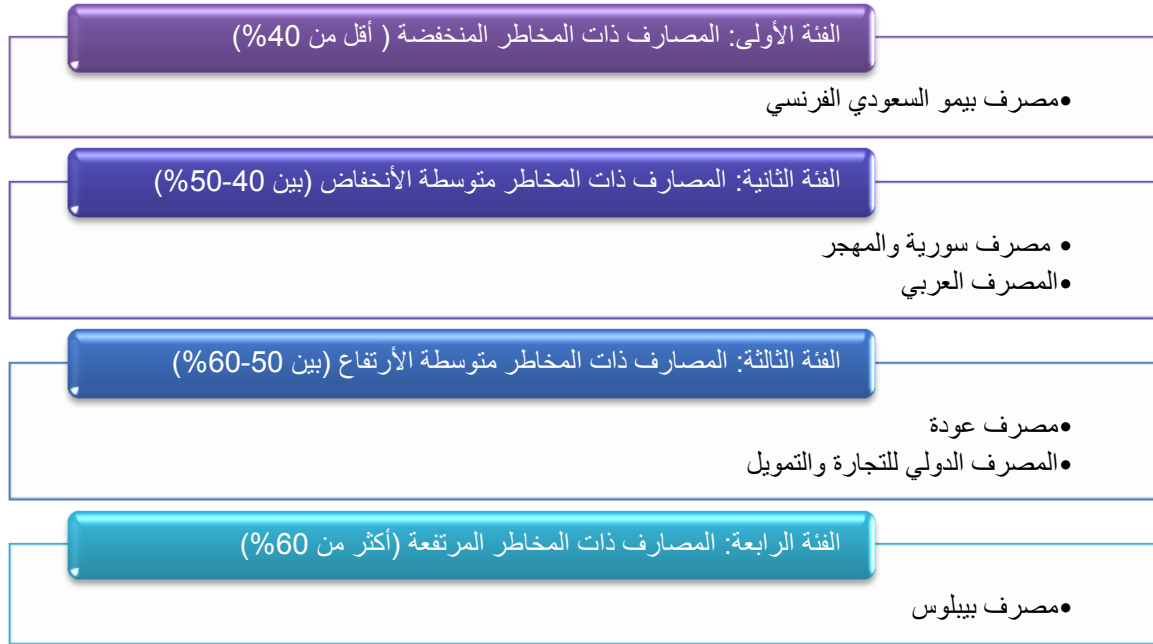 الفئة الأولى: المصارف ذات المخاطر المنخفضة ( أقل من 40%)
•مصرف بيمو السعودي الفرنسي
الفئة الثانية: المصارف ذات المخاطر متوسطة الأنخفاض (بين 40-50%)
• مصرف سورية والمهجر
•المصرف العربي
الفئة الثالثة: المصارف ذات المخاطر متوسطة الأرتفاع (بين 50-60%)
•مصرف عودة
•المصرف الدولي للتجارة والتمويل
الفئة الرابعة: المصارف ذات المخاطر المرتفعة (أكثر من 60%)
•مصرف بيبلوس